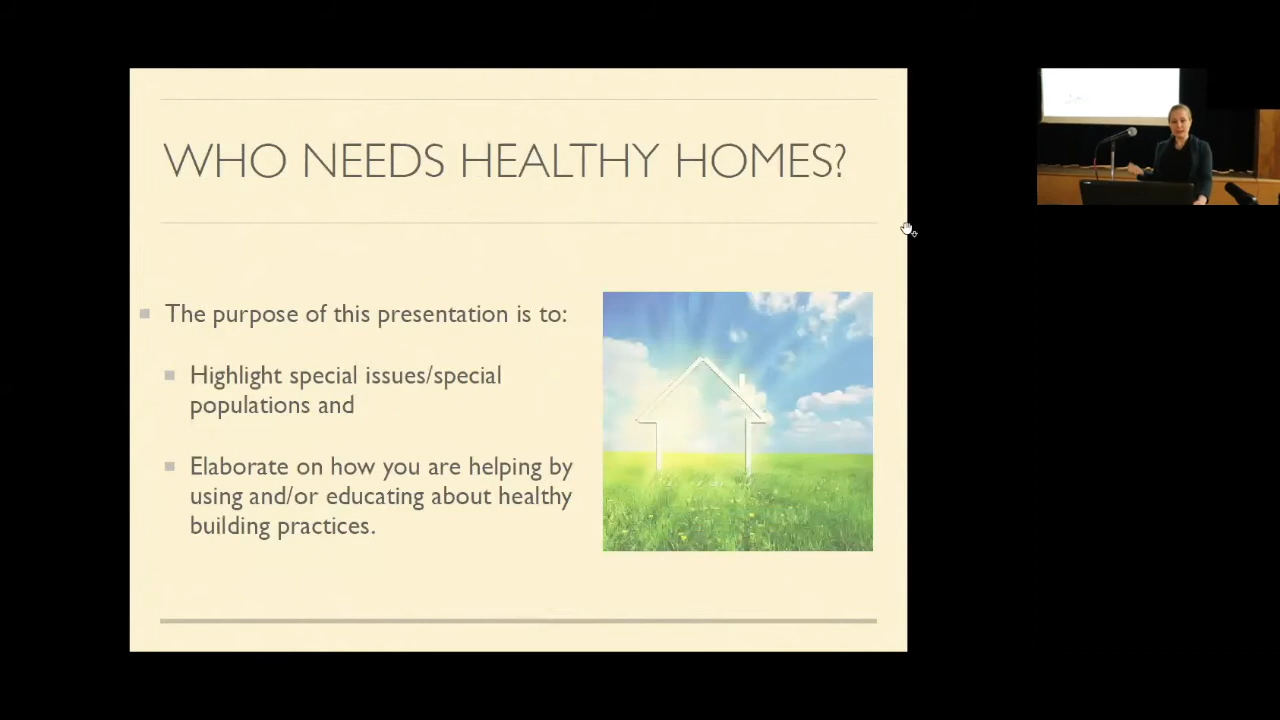 WHO NEEDS HEALTHY HOMES?
The purpose of this presentation is to:
Highlight special issues/special
populations and
Elaborate on how you are helping by
using and/or educating about healthy
building practices.